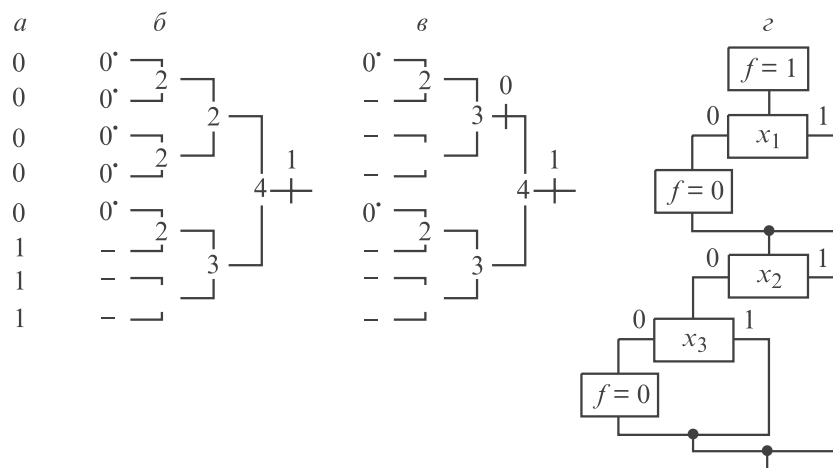 а б в г
0 0• 0•
0 0• 2 – 2 0 f = 1
0 0• 2 – 3 0 x1 1
0 0• 2 – 1 1
0 0• 4 0• 4 f = 0
1 – 2 – 2 0 x2 1
1 – 3 – 3
1 – – 0 x3 1
f = 0